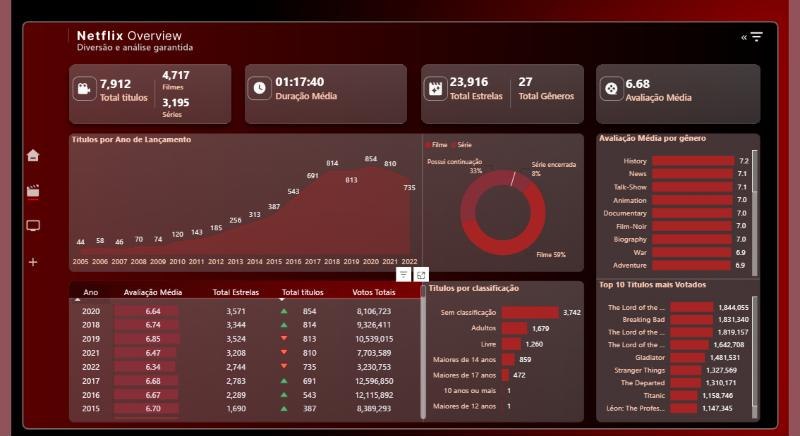 Netflix Overview
Diversão e análise garantida
«
7,912
Total títulos
4,717
Filmes
3,195
Séries
01:17:40
Duração Média
23,916
Total Estrelas
27
Total Gêneros
6.68
Avaliação Média
Títulos por Ano de Lançamento
44 58 46 70 74 120 143 185 256 313 387 543 691 814 813 854 810 735
2005 2006 2007 2008 2009 2010 2011 2012 2013 2014 2015 2016 2017 2018 2019 2020 2021 2022
Filme Série
Possui continuação
33%
Série encerrada
8%
Filme 59%
Avaliação Média por gênero
History 7.2
News 7.1
Talk-Show 7.1
Animation 7.0
Documentary 7.0
Film-Noir 7.0
Biography 7.0
War 6.9
Adventure 6.9
Ano Avaliação Média Total Estrelas Total títulos Votos Totais
2020 6.64 3,571 854 8,106,723
2018 6.74 3,344 814 9,326,411
2019 6.85 3,524 813 10,539,015
2021 6.47 3,208 810 7,703,589
2022 6.34 2,744 735 3,230,753
2017 6.68 2,783 691 12,596,850
2016 6.67 2,289 543 12,115,892
2015 6.70 1,690 387 8,389,293
Títulos por classificação
Sem classificação 3,742
Adultos 1,679
Livre 1,260
Maiores de 14 anos 859
Maiores de 17 anos 472
10 anos ou mais 1
Maiores de 12 anos 1
Top 10 Títulos mais Votados
The Lord of the ... 1,844,055
Breaking Bad 1,831,340
The Lord of the ... 1,819,157
The Lord of the ... 1,642,708
Gladiator 1,481,531
Stranger Things 1,327,569
The Departed 1,310,171
Titanic 1,158,746
Léon: The Profes... 1,147,345